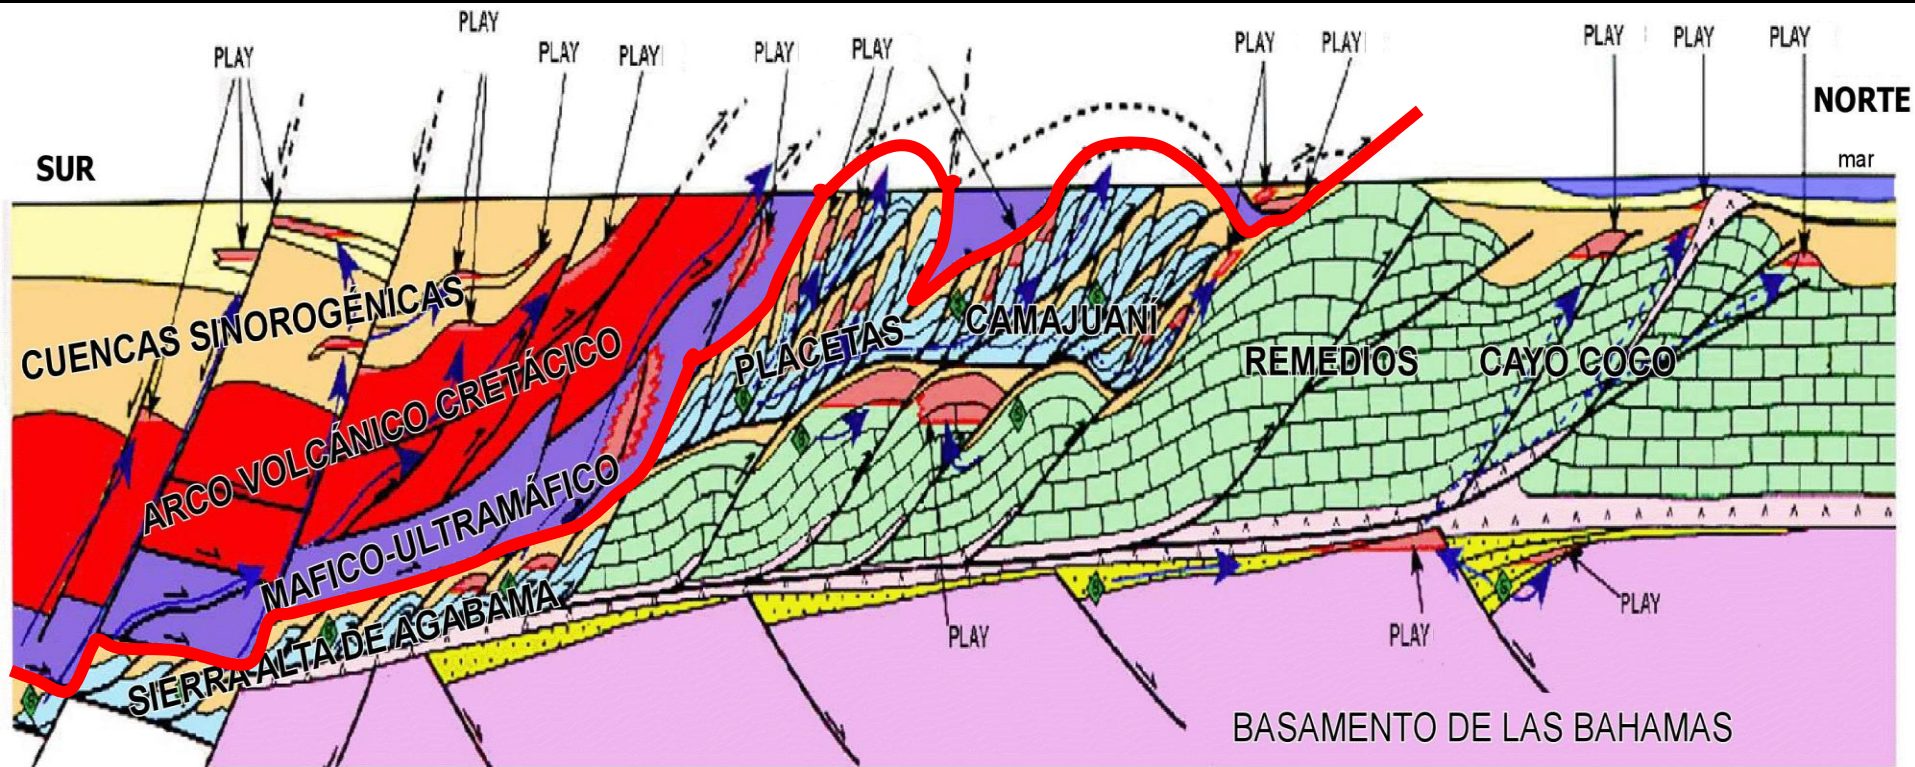 PLAY
PLAY
PLAY
PLAY
PLAY
PLAY
PLAY
PLAY
PLAY
PLAY
PLAY
NORTE
mar
SUR
CUENCAS SINOROGÉNICAS
ARCO VOLCÁNICO CRETÁCICO
MAFICO-ULTRAMÁFICO
SIERRA ALTA DE AGABAMA
PLACETAS
CAMAJUANÍ
REMEDIOS
CAYO COCO
PLAY
PLAY
PLAY
BASAMENTO DE LAS BAHAMAS